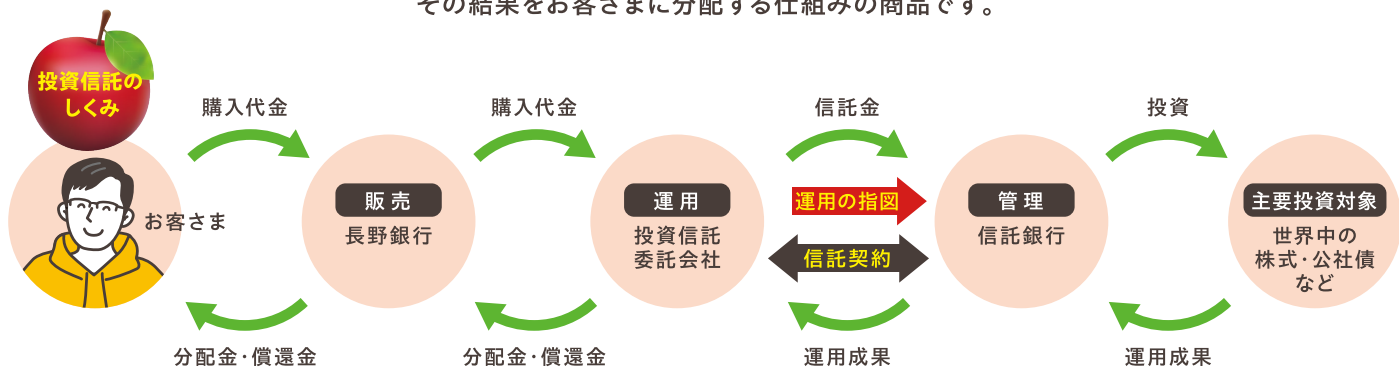 その結果をお客さまに分配する仕組みの商品です。
投資信託の
しくみ
購入代金
購入代金
信託金
投資
お客さま
販売
長野銀行
運用
投資信託
委託会社
運用の指図
信託契約
管理
信託銀行
主要投資対象
世界中の
株式・公社債
など
分配金・償還金
分配金・償還金
運用成果
運用成果